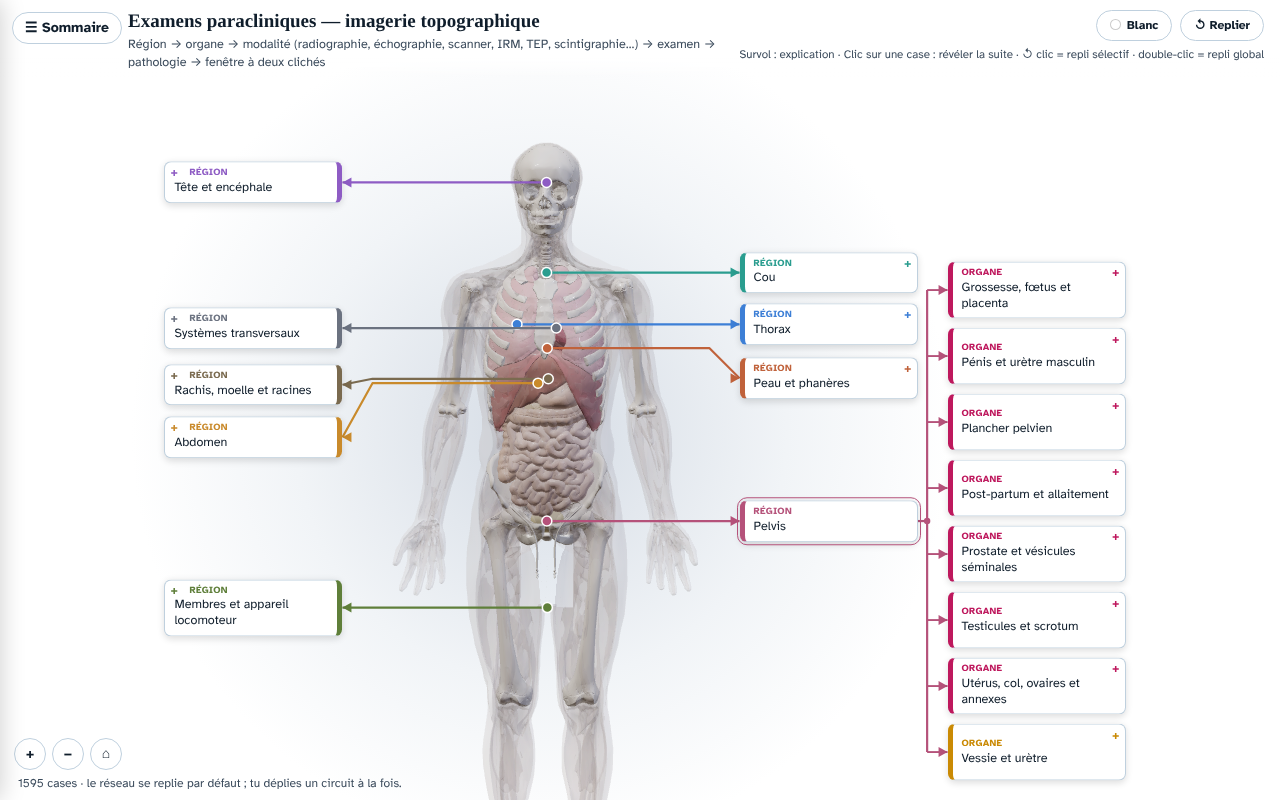 ☰ Sommaire
Examens paracliniques — imagerie topographique
Région → organe → modalité (radiographie, échographie, scanner, IRM, TEP, scintigraphie…) → examen →
pathologie → fenêtre à deux clichés
Blanc
↺ Replier
Survol : explication · Clic sur une case : révéler la suite · ↺ clic = repli sélectif · double-clic = repli global
+ RÉGION
Tête et encéphale
+ RÉGION
Systèmes transversaux
+ RÉGION
Rachis, moelle et racines
+ RÉGION
Abdomen
+ RÉGION
Membres et appareil
locomoteur
RÉGION +
Cou
RÉGION +
Thorax
RÉGION +
Peau et phanères
RÉGION
Pelvis
ORGANE +
Grossesse, fœtus et
placenta
ORGANE +
Pénis et urètre masculin
ORGANE +
Plancher pelvien
ORGANE +
Post-partum et allaitement
ORGANE +
Prostate et vésicules
séminales
ORGANE +
Testicules et scrotum
ORGANE +
Utérus, col, ovaires et
annexes
ORGANE +
Vessie et urètre
+ − ⌂
1595 cases · le réseau se replie par défaut ; tu déplies un circuit à la fois.